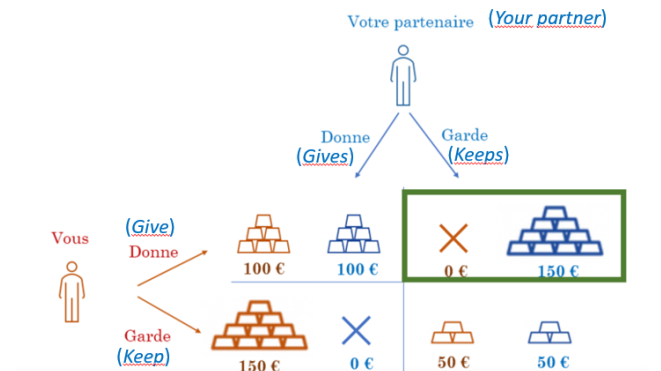 Votre partenaire (Your partner)
Donne
(Gives)
Garde
(Keeps)
Vous
(Give)
Donne
100 € 100 € 0 € 150 €
Garde
(Keep)
150 € 0 € 50 € 50 €